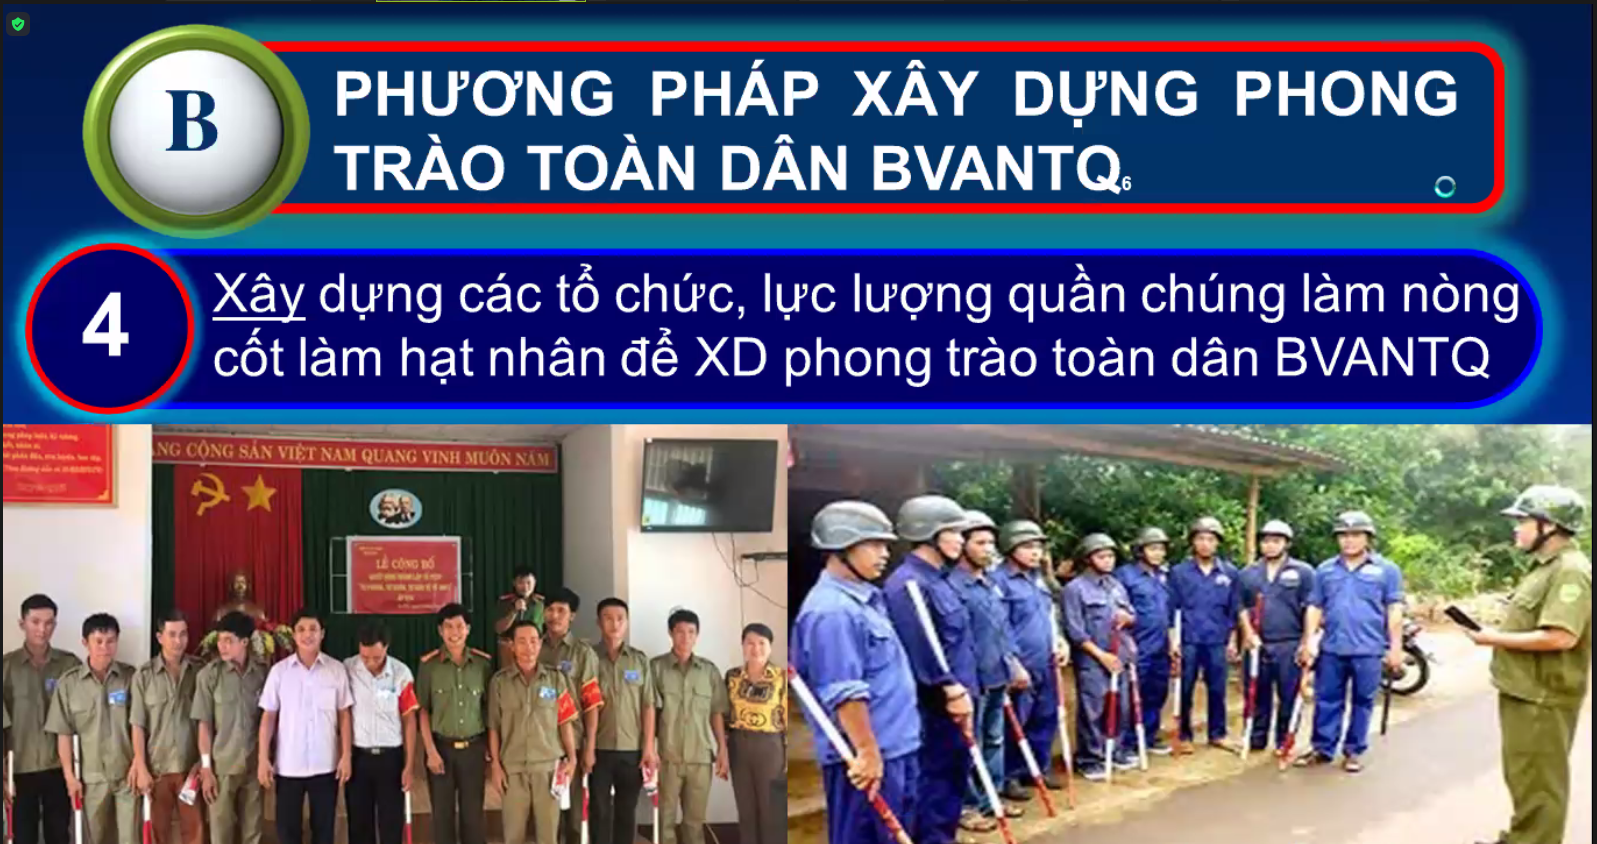 B
PHƯƠNG PHÁP XÂY DỰNG PHONG
TRÀO TOÀN DÂN BVANTQ6
4
Xây dựng các tổ chức, lực lượng quần chúng làm nòng
cốt làm hạt nhân để XD phong trào toàn dân BVANTQ
ẢNG CỘNG SẢN VIỆT NAM QUANG VINH MUÔN NĂM
LỄ CÔNG BỐ